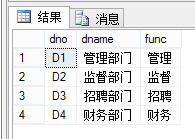 结果 消息
dno dname func
1 D1 管理部门 管理
2 D2 监督部门 监督
3 D3 招聘部门 招聘
4 D4 财务部门 财务